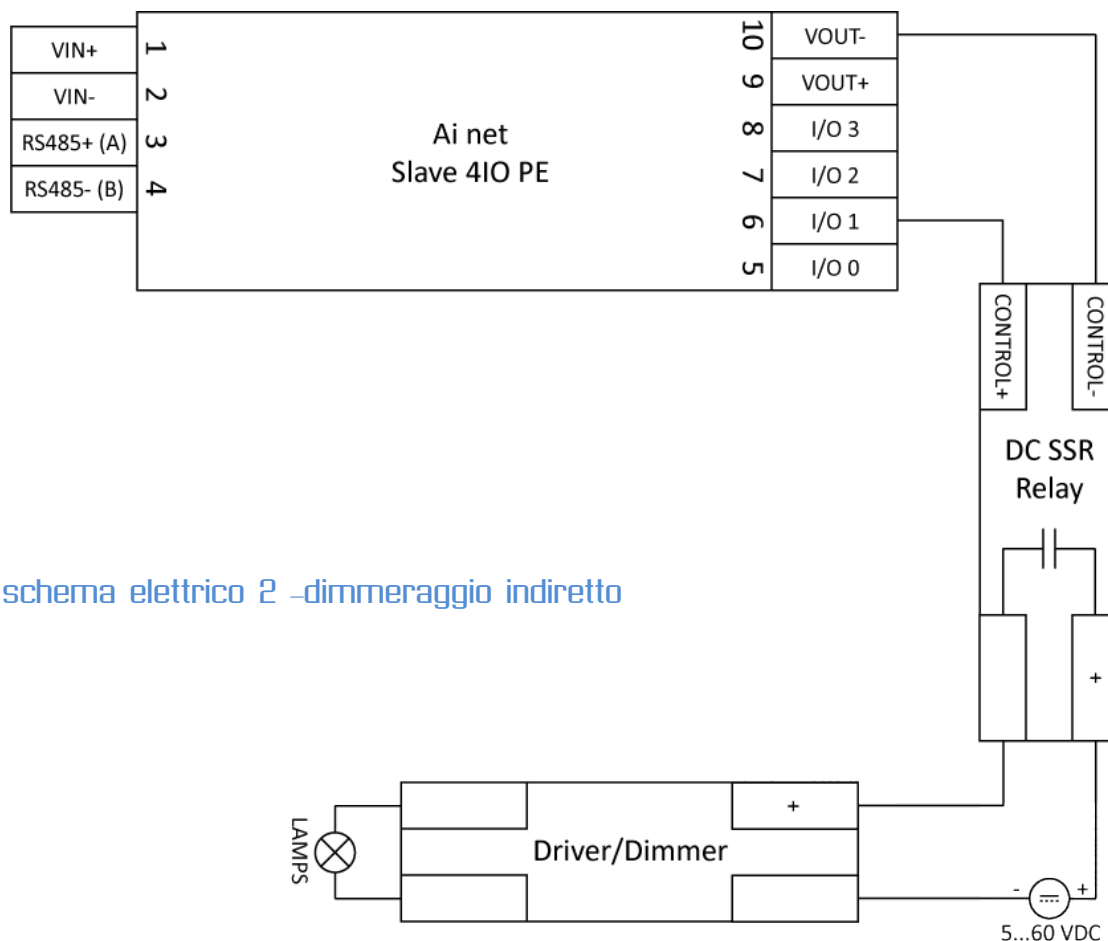 VIN+
VIN-
RS485+ (A)
RS485- (B)
1
2
3
4
Ai net
Slave 4IO PE
10
9
8
7
6
5
VOUT-
VOUT+
I/O 3
I/O 2
I/O 1
I/O 0
CONTROL+
CONTROL-
DC SSR
Relay
+
schema elettrico 2 -dimmeraggio indiretto
LAMPS
+
Driver/Dimmer
- +
5...60 VDC